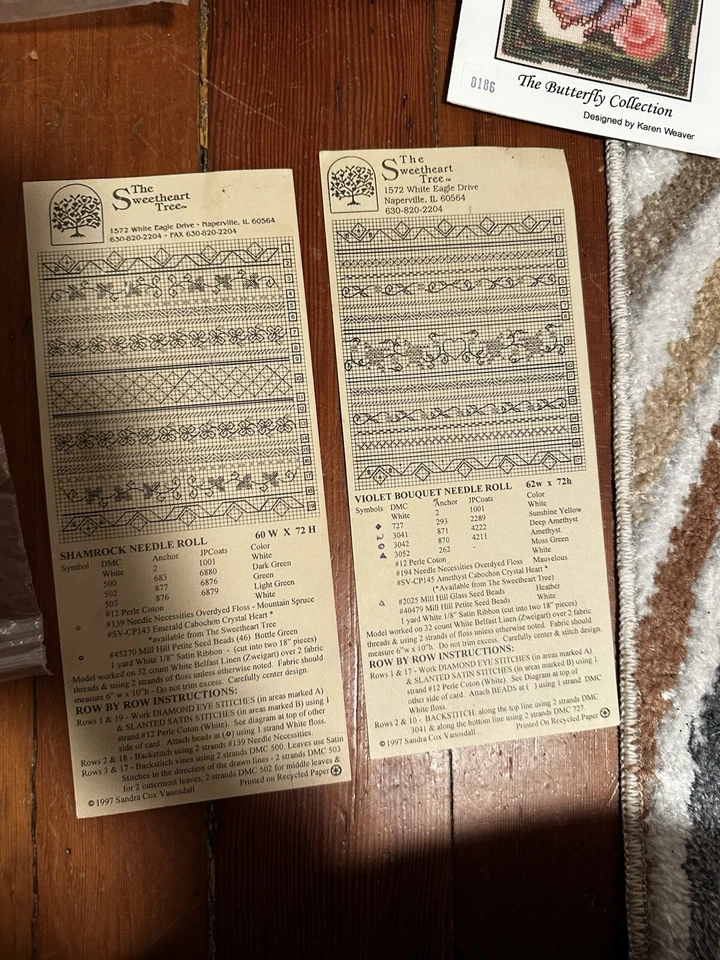 0186
The Butterfly Collection
Designed by Karen Weaver
The
Sweetheart
Tree™
1572 White Eagle Drive • Naperville, IL 60564
630-820-2204 • FAX 630-820-2204
SHAMROCK NEEDLE ROLL 60 W X 72 H
Symbol DMC Anchor JPCoats Color
White 2 1001 White
500 683 6880 Dark Green
502 877 6876 Green
503 876 6879 Light Green
#12 Perle Coton White
#139 Needle Necessities Overdyed Floss - Mountain Spruce
#SV-CP143 Emerald Cabochon Crystal Heart *
*available from The Sweetheart Tree
#45270 Mill Hill Petite Seed Beads (46) Bottle Green
1 yard White 1/8" Satin Ribbon - (cut into two 18" pieces)
Model worked on 32 count White Belfast Linen (Zweigart) over 2 fabric
threads & using 2 strands of floss unless otherwise noted. Fabric should
measure 6" w x 10"h - Do not trim excess. Carefully center design.
ROW BY ROW INSTRUCTIONS:
Rows 1 & 19 - Work DIAMOND EYE STITCHES (in areas marked A)
& SLANTED SATIN STITCHES (in areas marked B) using 1
strand #12 Perle Coton (White). See diagram at top of other
side of card. Attach beads at (o) using 1 strand White floss.
Rows 2 & 18 - Backstitch using 2 strands #139 Needle Necessities.
Rows 3 & 17 - Backstitch vines using 2 strands DMC 500. Leaves use Satin
Stitches in the direction of the drawn lines - 2 strands DMC 503
for 2 outermost leaves, 2 strands DMC 502 for middle leaves &
©1997 Sandra Cox Vanosdall Printed on Recycled Paper
The
Sweetheart
Tree™
1572 White Eagle Drive
Naperville, IL 60564
630-820-2204
VIOLET BOUQUET NEEDLE ROLL 62w x 72h
Symbols DMC Anchor JPCoats Color
White 2 1001 White
727 293 2289 Sunshine Yellow
3041 871 4222 Deep Amethyst
3042 870 4211 Amethyst
3052 262 - Moss Green
#12 Perle Coton White
#194 Needle Necessities Overdyed Floss Mauvelous
#SV-CP145 Amethyst Cabochon Crystal Heart *
(*Available from The Sweetheart Tree)
#2025 Mill Hill Glass Seed Beads Heather
#40479 Mill Hill Petite Seed Beads White
1 yard White 1/8" Satin Ribbon (cut into two 18" pieces)
Model worked on 32 count White Belfast Linen (Zweigart) over 2 fabric
threads & using 2 strands of floss unless otherwise noted. Fabric should
measure 6"w x 10"h. Do not trim excess. Carefully center & stitch design.
ROW BY ROW INSTRUCTIONS:
Rows 1 & 17 - Work DIAMOND EYE STITCHES (in areas marked A)
& SLANTED SATIN STITCHES (in areas marked B) using 1
strand #12 Perle Coton (White). See Diagram at top of
other side of card. Attach BEADS at ( ) using 1 strand DMC
White floss.
Rows 2 & 10 - BACKSTITCH: along the top line using 2 strands DMC
3041 & along the bottom line using 2 strands DMC 727.
©1997 Sandra Cox Vanosdall Printed On Recycled Paper